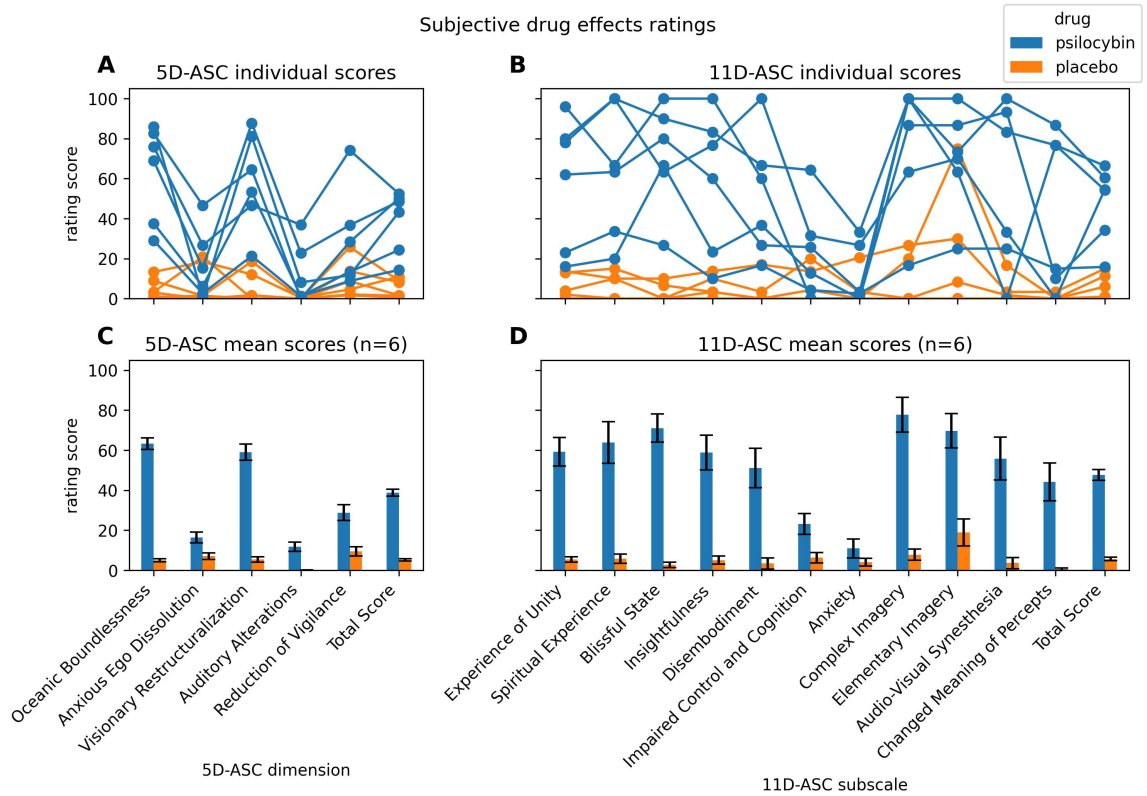 Subjective drug effects ratings
drug
psilocybin
placebo
A
5D-ASC individual scores
B
11D-ASC individual scores
100
80
60
40
20
0
rating score
C
5D-ASC mean scores (n=6)
D
11D-ASC mean scores (n=6)
100
80
60
40
20
0
rating score
Oceanic Boundlessness
Anxious Ego Dissolution
Visionary Restructuralization
Auditory Alterations
Reduction of Vigilance
Total Score
5D-ASC dimension
Experience of Unity
Spiritual Experience
Blissful State
Insightfulness
Disembodiment
Impaired Control and Cognition
Anxiety
Complex Imagery
Elementary Imagery
Audio-Visual Synesthesia
Changed Meaning of Percepts
Total Score
11D-ASC subscale